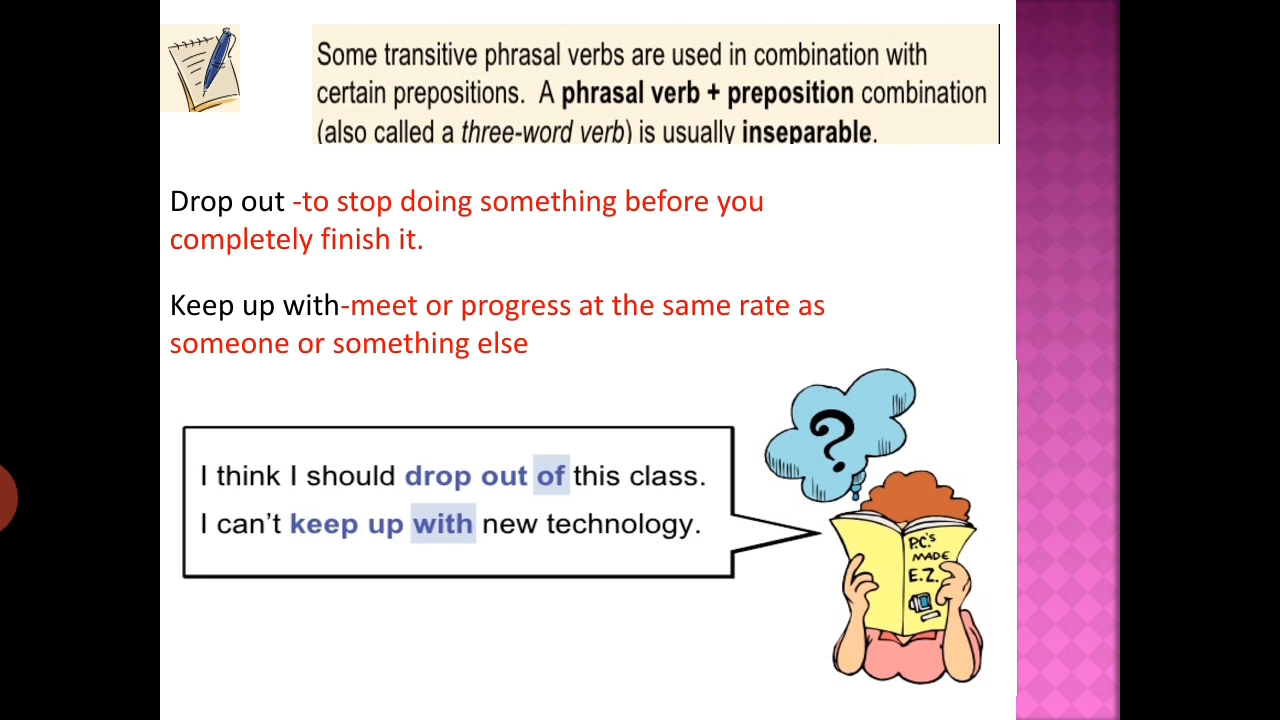 Some transitive phrasal verbs are used in combination with
certain prepositions. A phrasal verb + preposition combination
(also called a three-word verb) is usually inseparable.
Drop out -to stop doing something before you
completely finish it.
Keep up with-meet or progress at the same rate as
someone or something else
I think I should drop out of this class.
I can't keep up with new technology.
?
P.C.'s
MADE
E.Z.